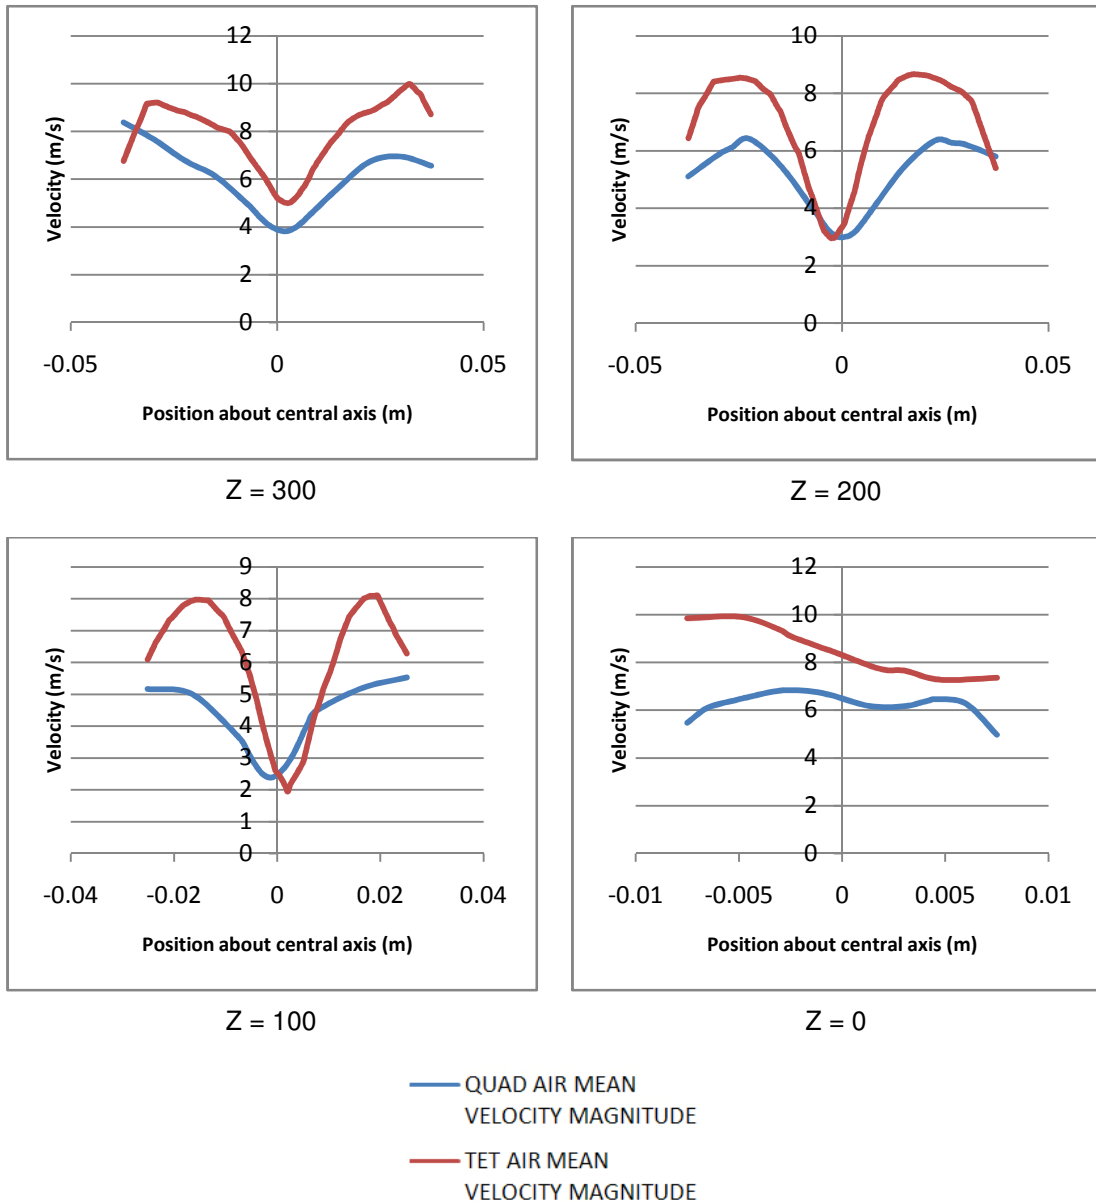 12
10
8
6
4
2
0
Velocity (m/s)
-0.05 0 0.05
Position about central axis (m)
Z = 300
10
8
6
4
2
0
Velocity (m/s)
-0.05 0 0.05
Position about central axis (m)
Z = 200
9
8
7
6
5
4
3
2
1
0
Velocity (m/s)
-0.04 -0.02 0 0.02 0.04
Position about central axis (m)
Z = 100
12
10
8
6
4
2
0
Velocity (m/s)
-0.01 -0.005 0 0.005 0.01
Position about central axis (m)
Z = 0
QUAD AIR MEAN
VELOCITY MAGNITUDE
TET AIR MEAN
VELOCITY MAGNITUDE